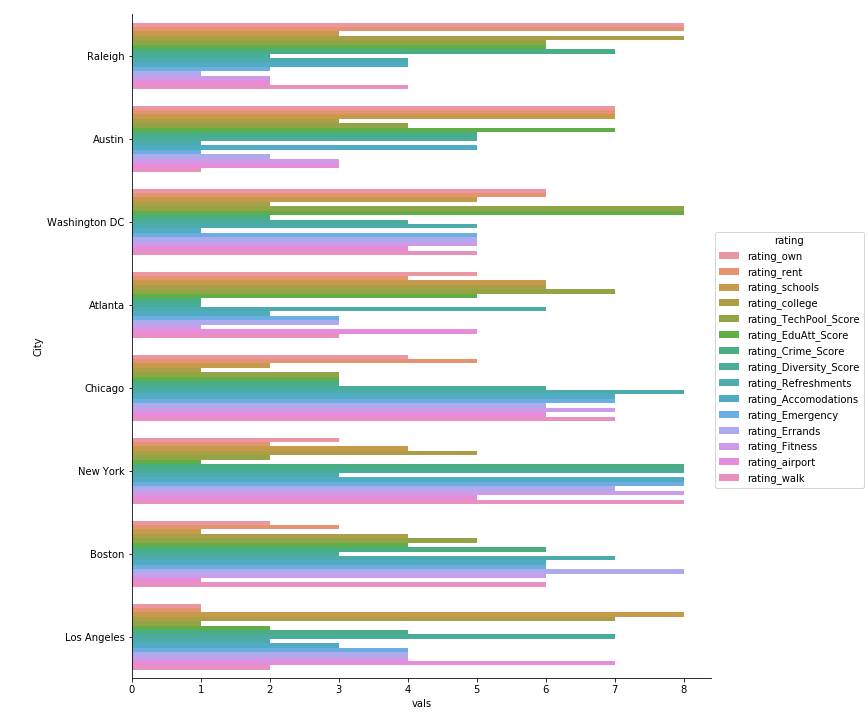 Raleigh
Austin
Washington DC
Atlanta
Chicago
New York
Boston
Los Angeles
City
0 1 2 3 4 5 6 7 8
vals
rating
rating_own
rating_rent
rating_schools
rating_college
rating_TechPool_Score
rating_EduAtt_Score
rating_Crime_Score
rating_Diversity_Score
rating_Refreshments
rating_Accomodations
rating_Emergency
rating_Errands
rating_Fitness
rating_airport
rating_walk